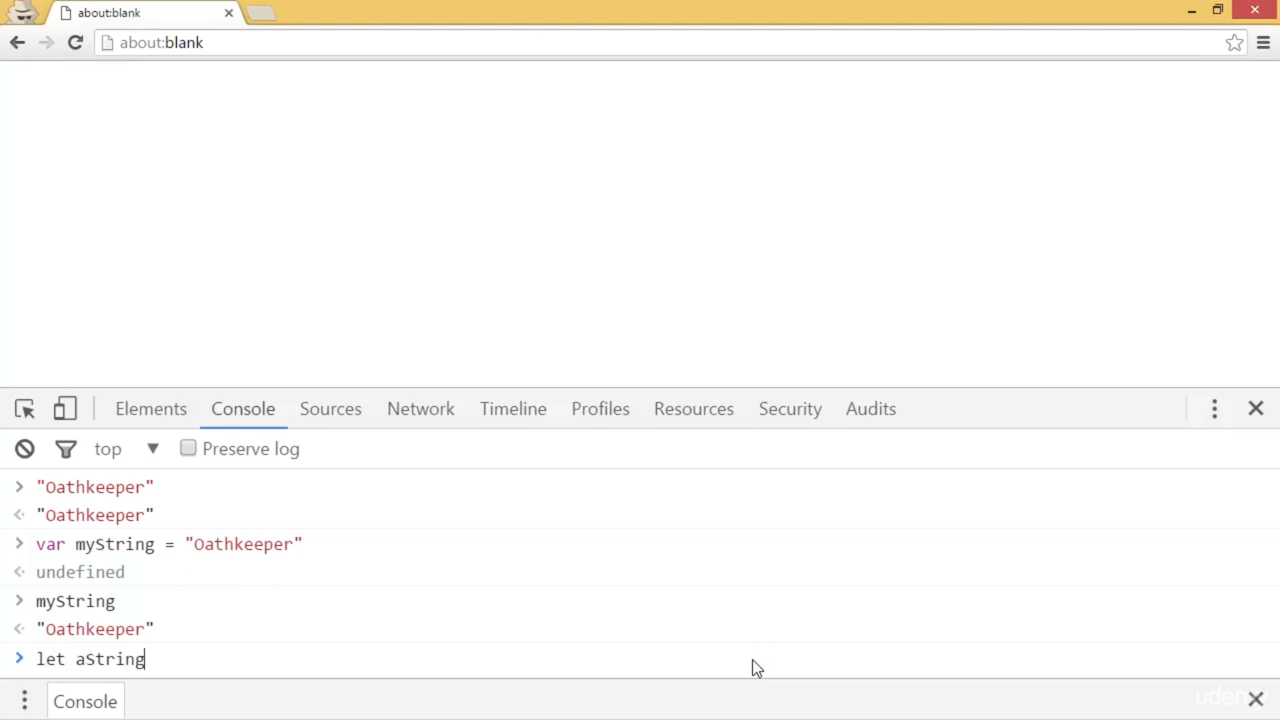 about:blank
about:blank
Elements Console Sources Network Timeline Profiles Resources Security Audits
top Preserve log
> "Oathkeeper"
"Oathkeeper"
> var myString = "Oathkeeper"
undefined
> myString
"Oathkeeper"
> let aString
Console
udemy